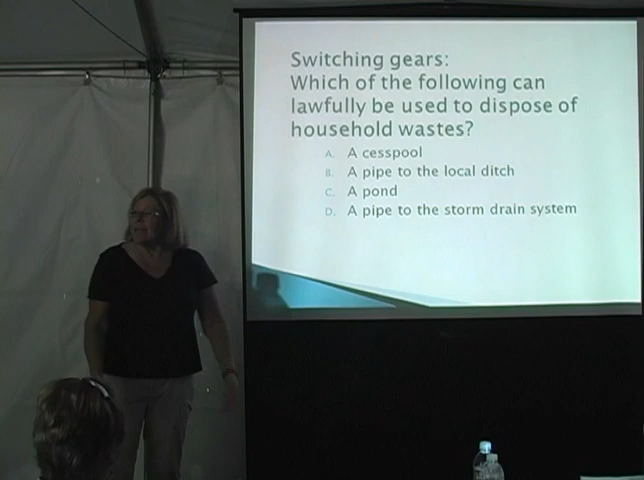 Switching gears:
Which of the following can
lawfully be used to dispose of
household wastes?
A. A cesspool
B. A pipe to the local ditch
C. A pond
D. A pipe to the storm drain system